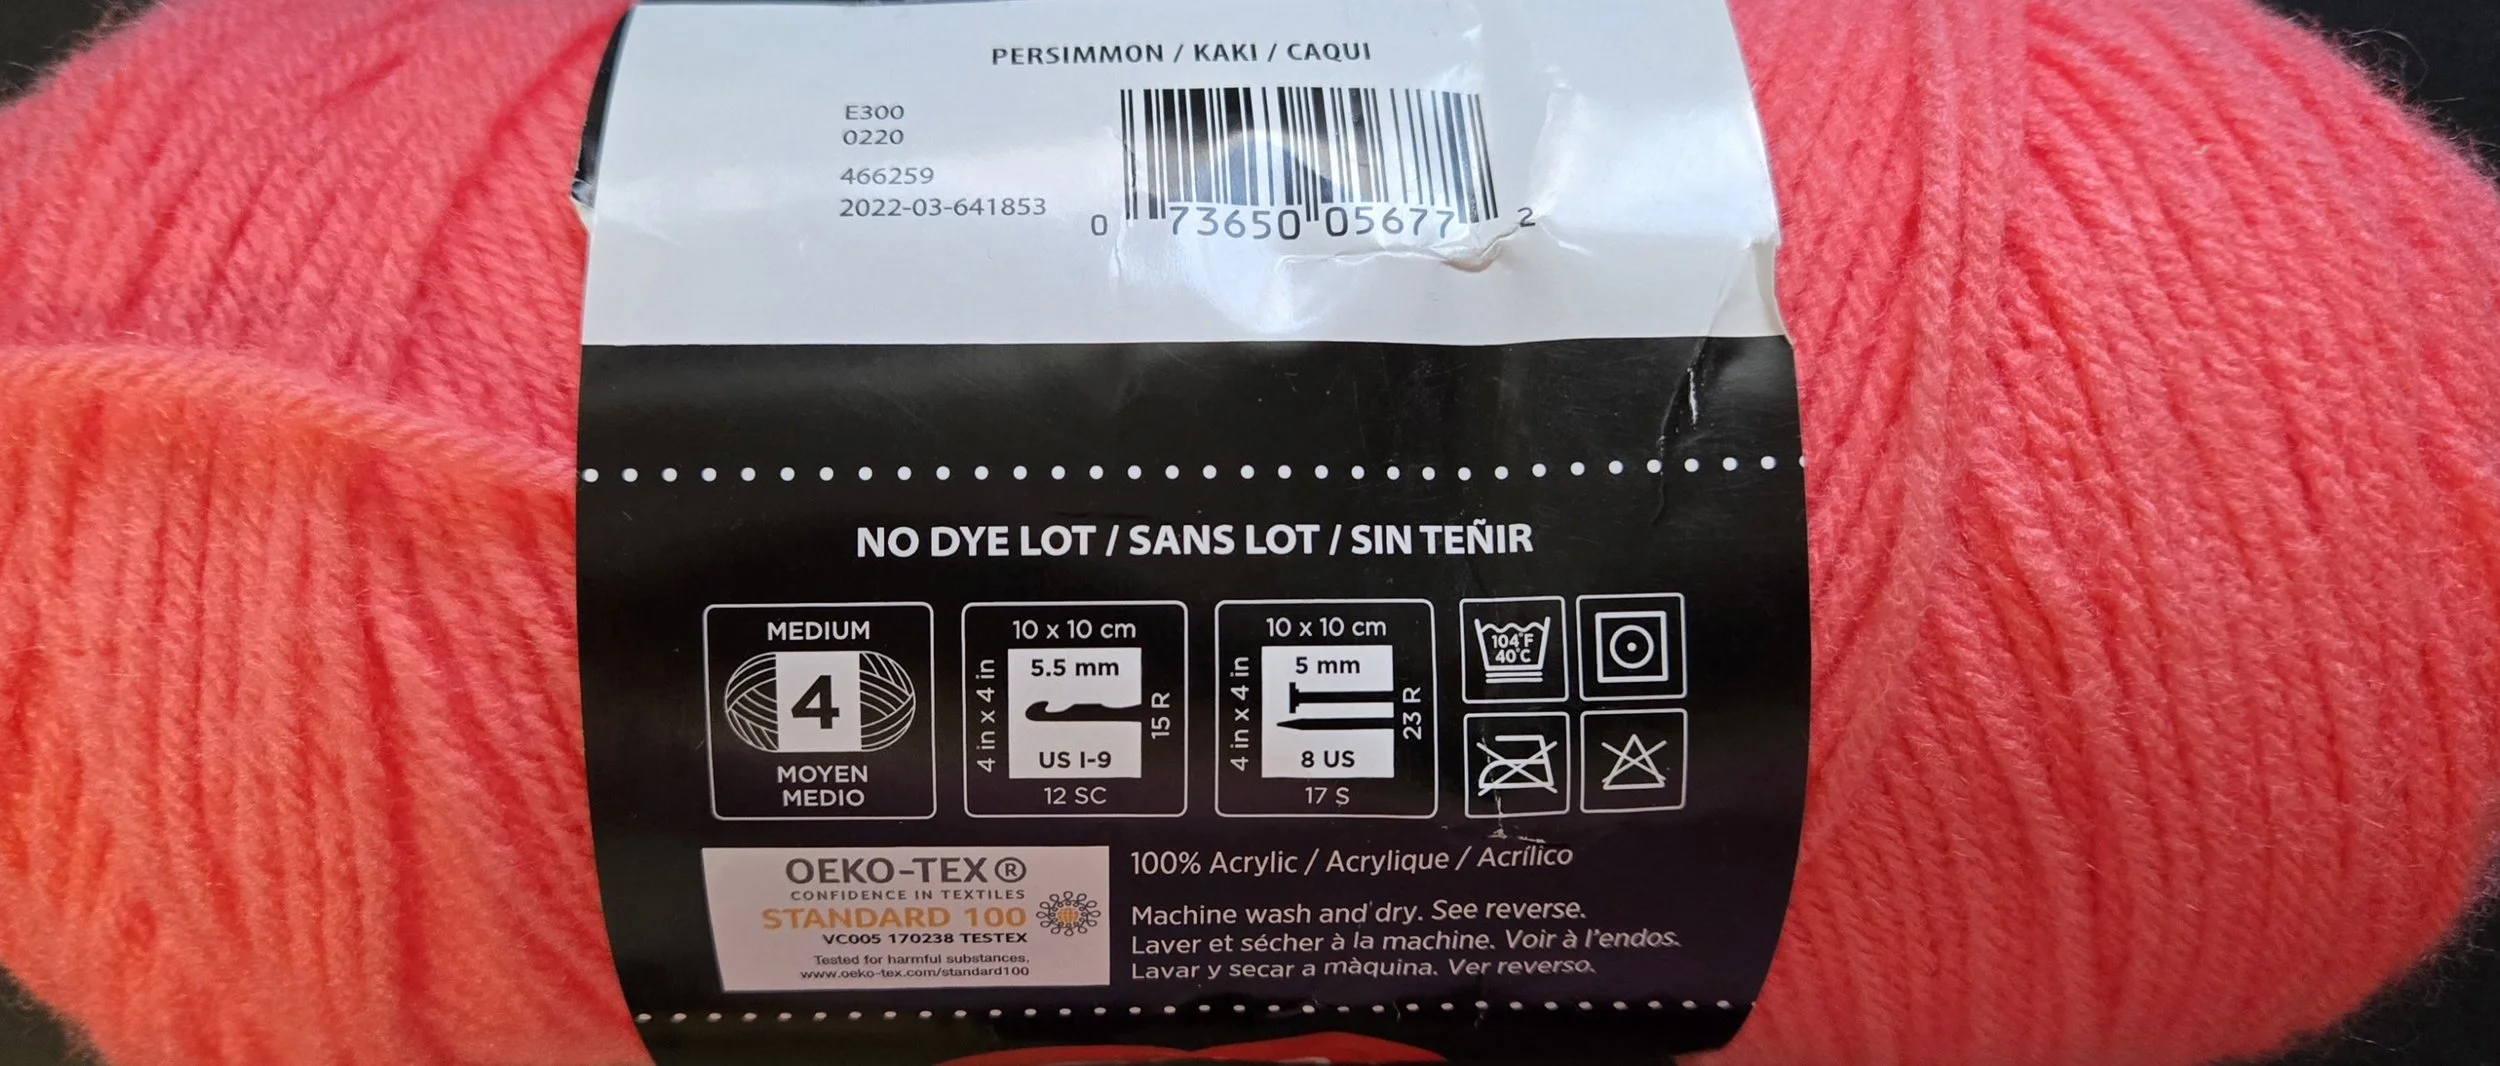 PERSIMMON / KAKI / CAQUI
E300
0220
466259
2022-03-641853
0 73650 05677 2
NO DYE LOT / SANS LOT / SIN TEÑIR
MEDIUM
4
MOYEN
MEDIO
10 x 10 cm
4 in x 4 in
5.5 mm
15 R
US I-9
12 SC
10 x 10 cm
4 in x 4 in
5 mm
23 R
8 US
17 S
104°F
40°C
OEKO-TEX®
CONFIDENCE IN TEXTILES
STANDARD 100
VC005 170238 TESTEX
Tested for harmful substances.
www.oeko-tex.com/standard100
100% Acrylic / Acrylique / Acrílico
Machine wash and dry. See reverse.
Laver et sécher à la machine. Voir à l'endos.
Lavar y secar a màquina. Ver reverso.